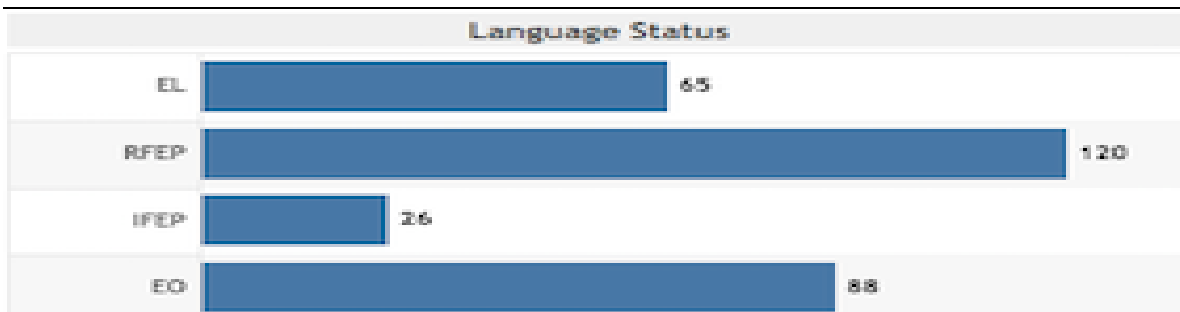 Language Status
EL 65
RFEP 120
IFEP 26
EO 88